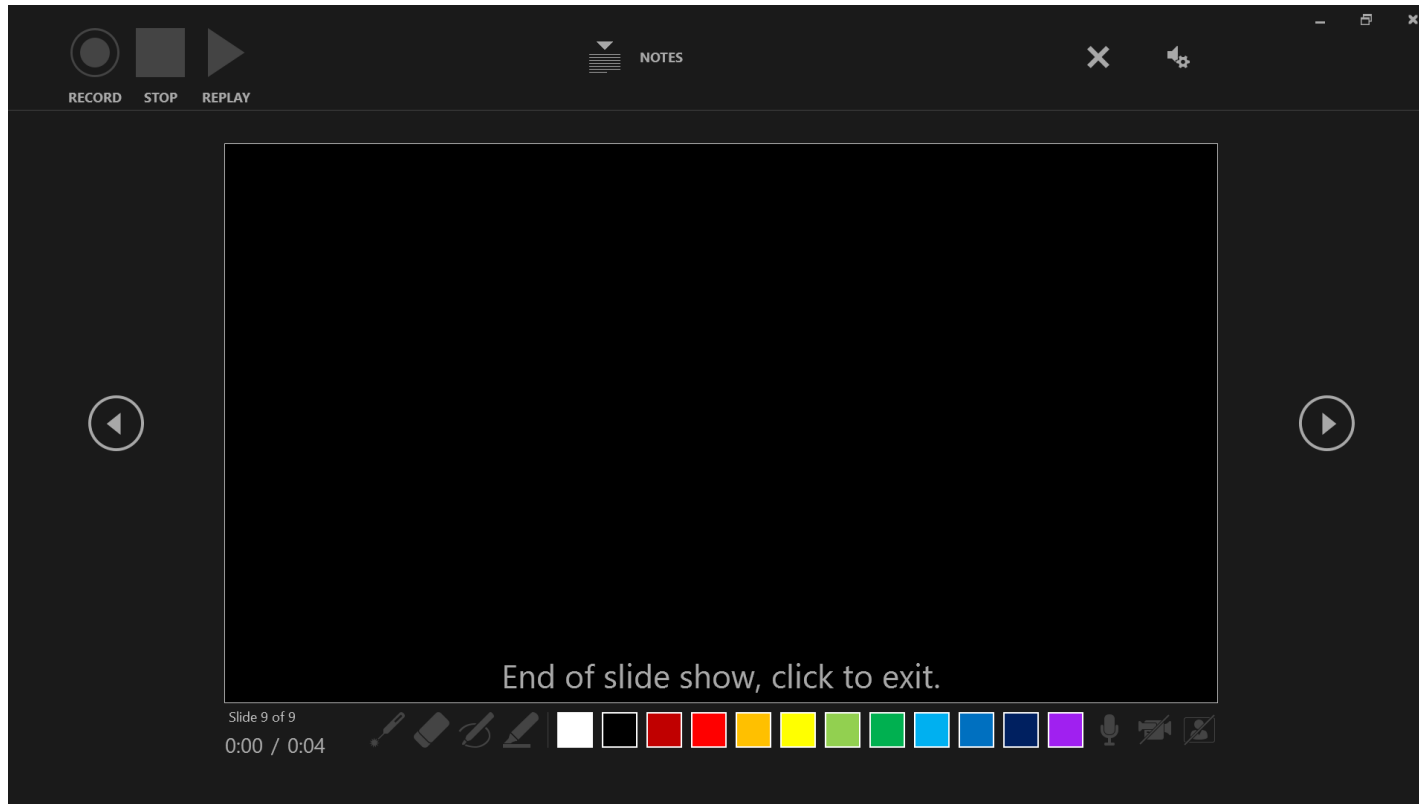 NOTES
RECORD STOP REPLAY
End of slide show, click to exit.
Slide 9 of 9
0:00 / 0:04